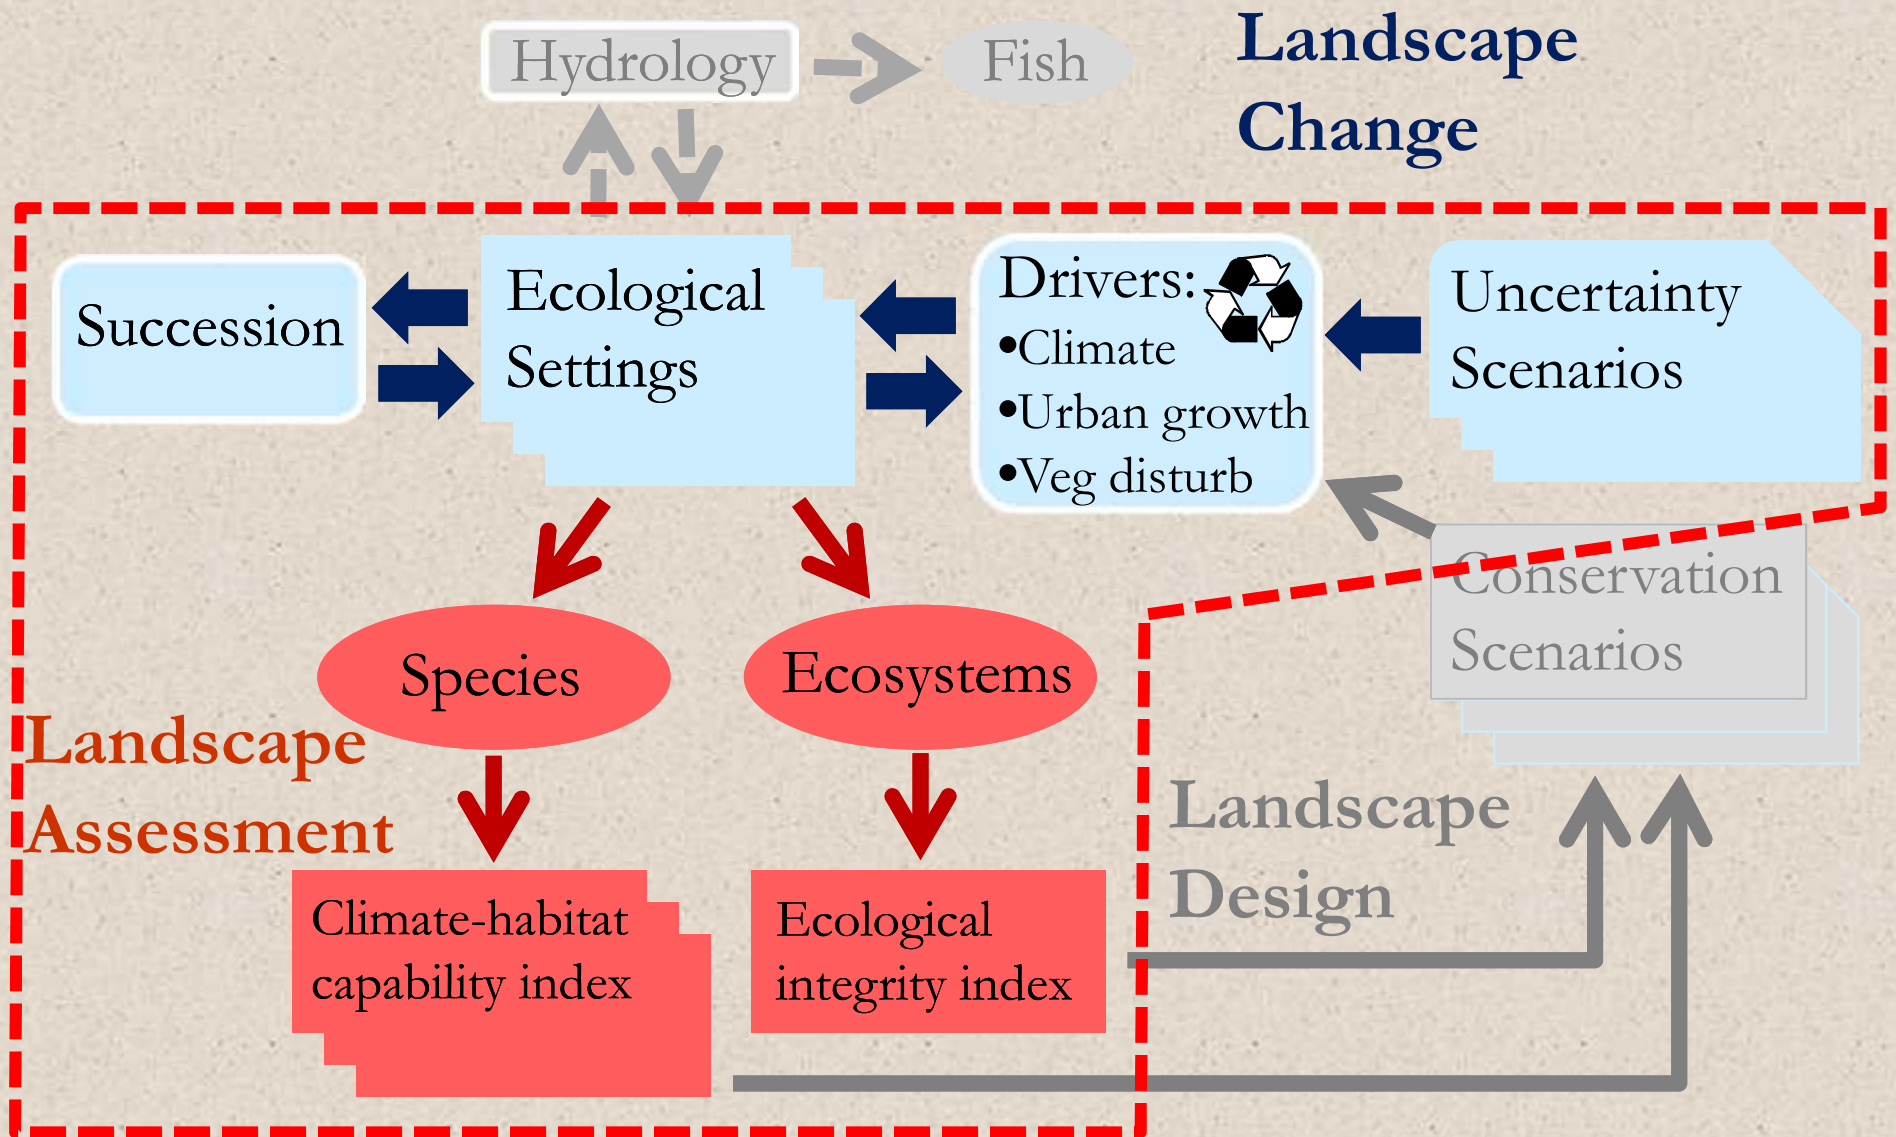 Hydrology
Fish
Landscape
Change
Succession
Ecological
Settings
Drivers:
•Climate
•Urban growth
•Veg disturb
Uncertainty
Scenarios
Conservation
Scenarios
Species
Ecosystems
Landscape
Assessment
Climate-habitat
capability index
Ecological
integrity index
Landscape
Design